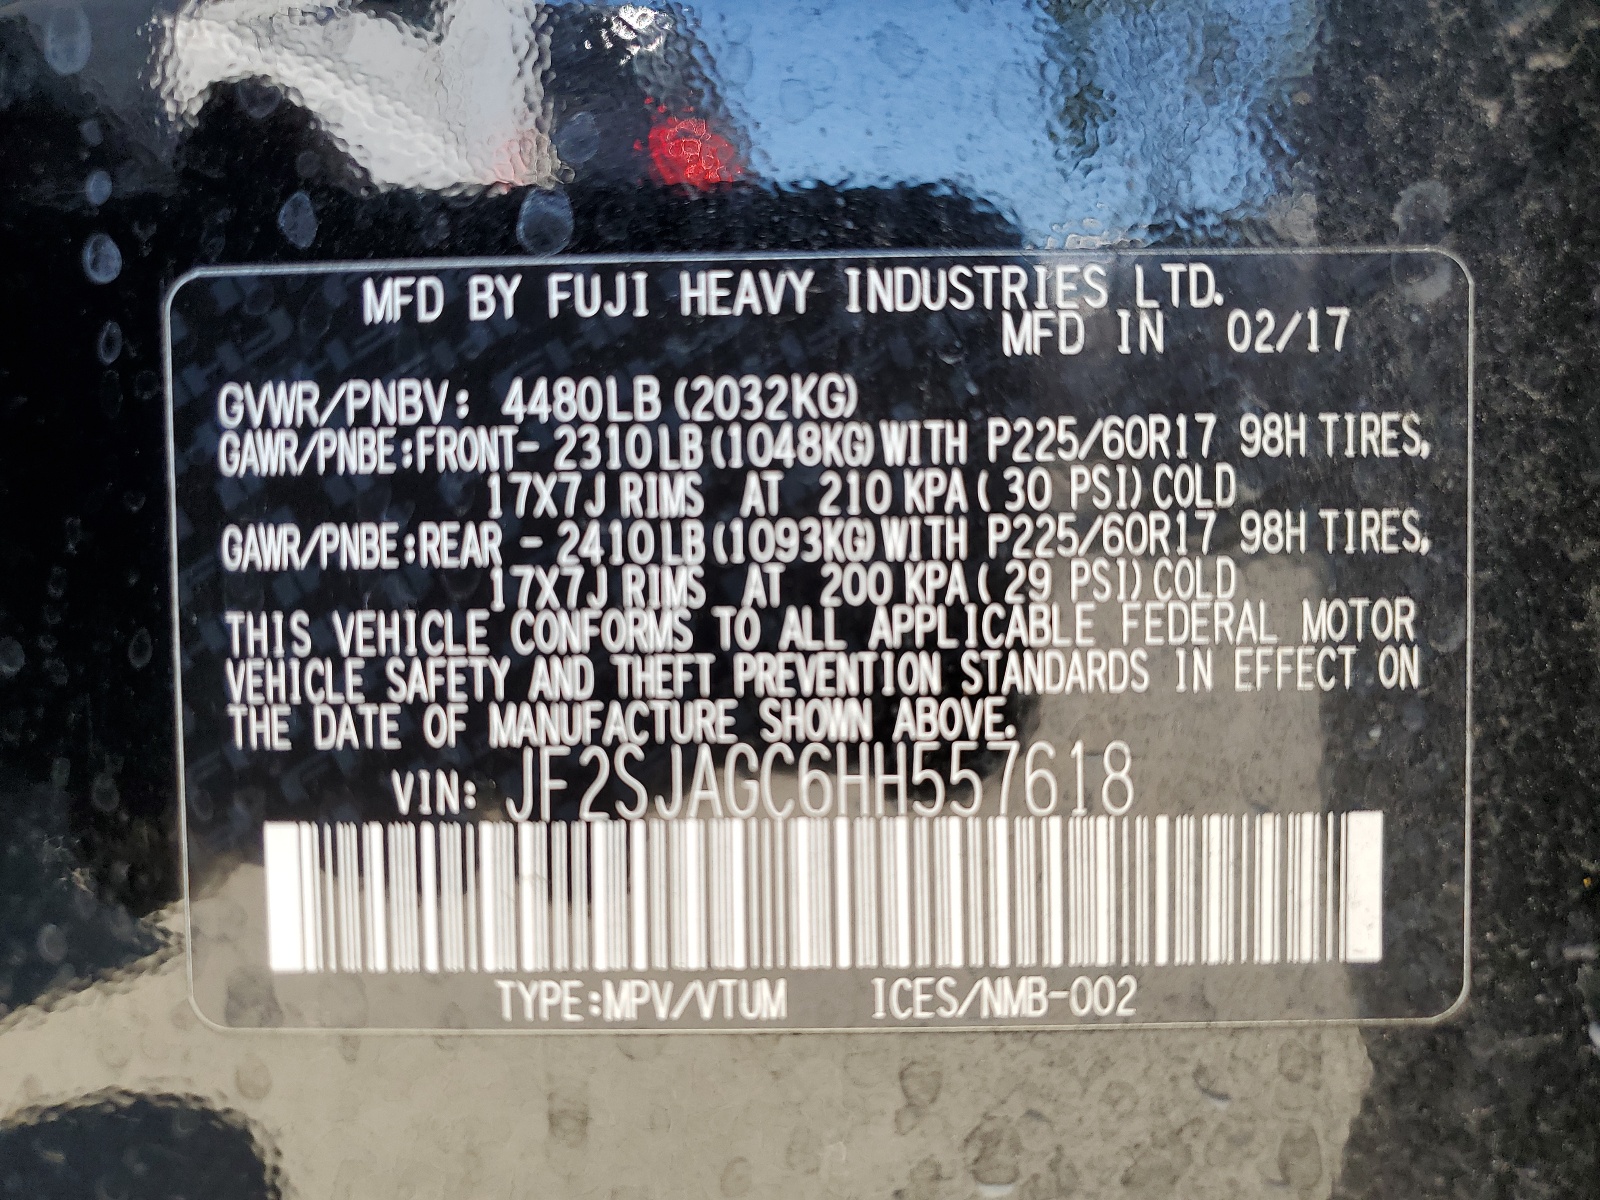 MFD BY FUJI HEAVY INDUSTRIES LTD.
MFD IN 02/17
GVWR/PNBV: 4480LB (2032KG)
GAWR/PNBE:FRONT- 2310LB(1048KG)WITH P225/60R17 98H TIRES,
17X7J RIMS AT 210 KPA( 30 PSI)COLD
GAWR/PNBE:REAR - 2410LB(1093KG)WITH P225/60R17 98H TIRES,
17X7J RIMS AT 200 KPA( 29 PSI)COLD
THIS VEHICLE CONFORMS TO ALL APPLICABLE FEDERAL MOTOR
VEHICLE SAFETY AND THEFT PREVENTION STANDARDS IN EFFECT ON
THE DATE OF MANUFACTURE SHOWN ABOVE.
VIN: JF2SJAGC6HH557618
TYPE:MPV/VTUM ICES/NMB-002